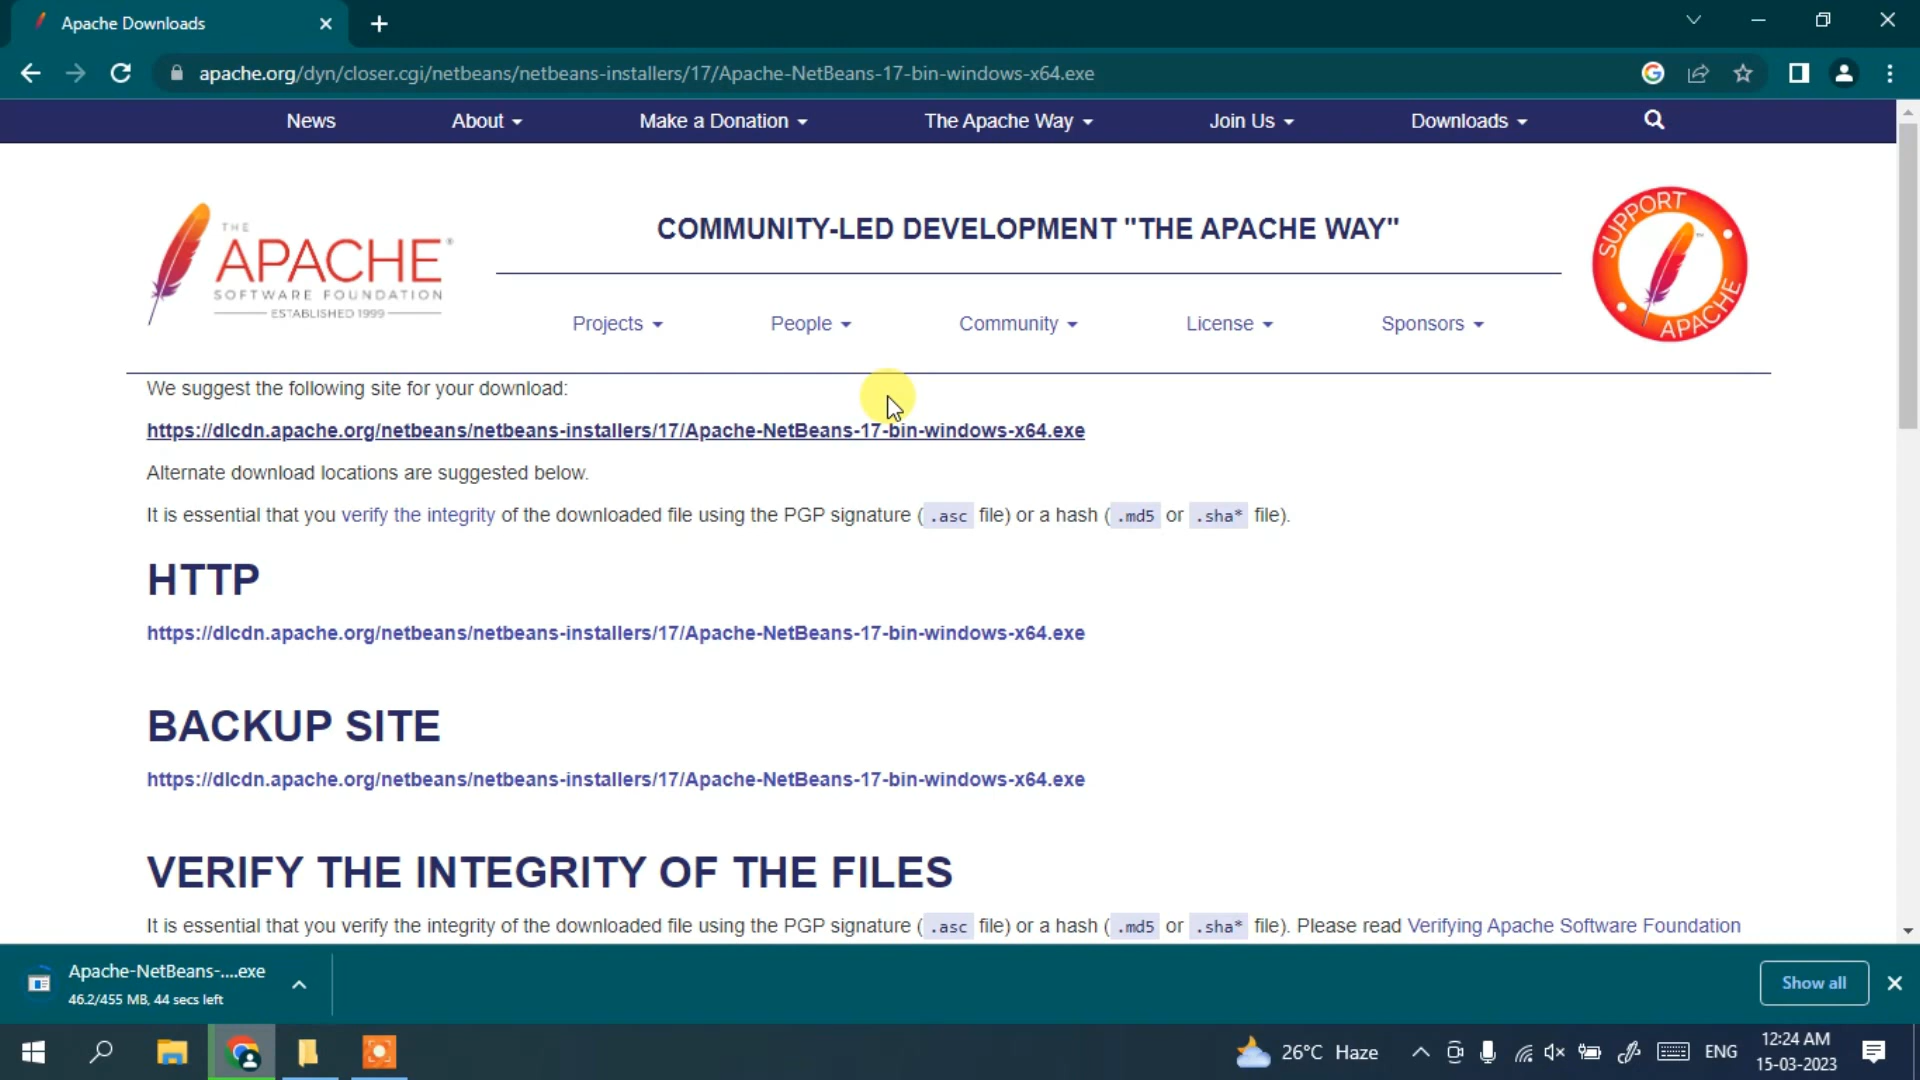 Apache Downloads
apache.org/dyn/closer.cgi/netbeans/netbeans-installers/17/Apache-NetBeans-17-bin-windows-x64.exe
News About Make a Donation The Apache Way Join Us Downloads
THE
APACHE®
SOFTWARE FOUNDATION
ESTABLISHED 1999
COMMUNITY-LED DEVELOPMENT "THE APACHE WAY"
Projects People Community License Sponsors
SUPPORT
APACHE
We suggest the following site for your download:
https://dlcdn.apache.org/netbeans/netbeans-installers/17/Apache-NetBeans-17-bin-windows-x64.exe
Alternate download locations are suggested below.
It is essential that you verify the integrity of the downloaded file using the PGP signature ( .asc file) or a hash ( .md5 or .sha* file).
HTTP
https://dlcdn.apache.org/netbeans/netbeans-installers/17/Apache-NetBeans-17-bin-windows-x64.exe
BACKUP SITE
https://dlcdn.apache.org/netbeans/netbeans-installers/17/Apache-NetBeans-17-bin-windows-x64.exe
VERIFY THE INTEGRITY OF THE FILES
It is essential that you verify the integrity of the downloaded file using the PGP signature ( .asc file) or a hash ( .md5 or .sha* file). Please read Verifying Apache Software Foundation
Apache-NetBeans-....exe
46.2/455 MB, 44 secs left
Show all
26°C Haze
ENG
12:24 AM
15-03-2023